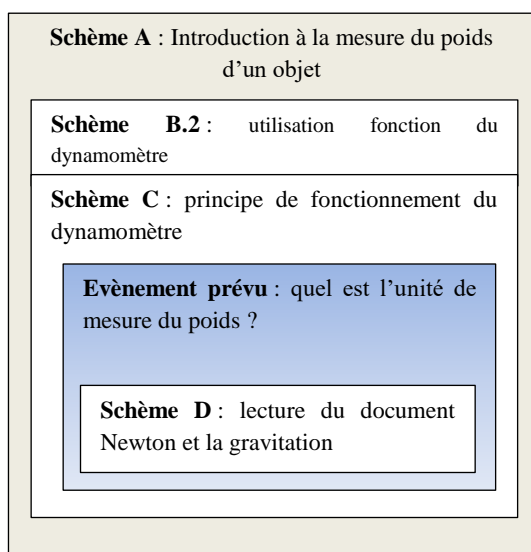 Schème A : Introduction à la mesure du poids
d’un objet
Schème B.2 : utilisation fonction du
dynamomètre
Schème C : principe de fonctionnement du
dynamomètre
Evènement prévu : quel est l’unité de
mesure du poids ?
Schème D : lecture du document
Newton et la gravitation